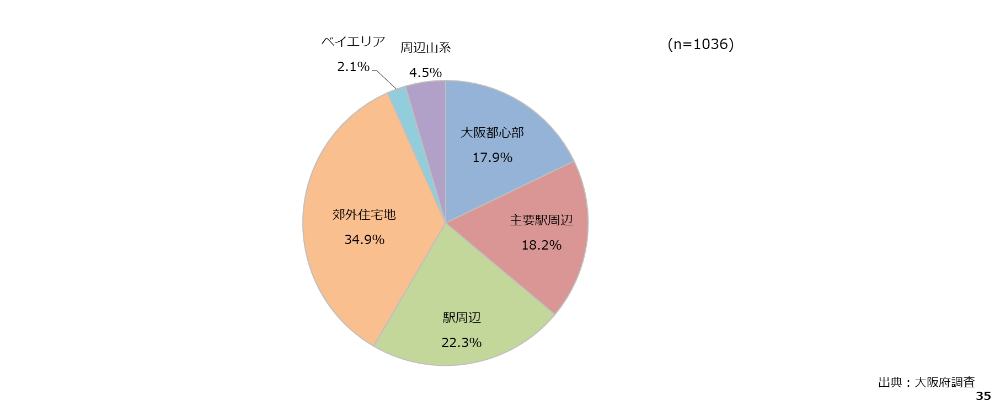 (n=1036)
ベイエリア
2.1%
周辺山系
4.5%
大阪都心部
17.9%
主要駅周辺
18.2%
駅周辺
22.3%
郊外住宅地
34.9%
出典：大阪府調査
35